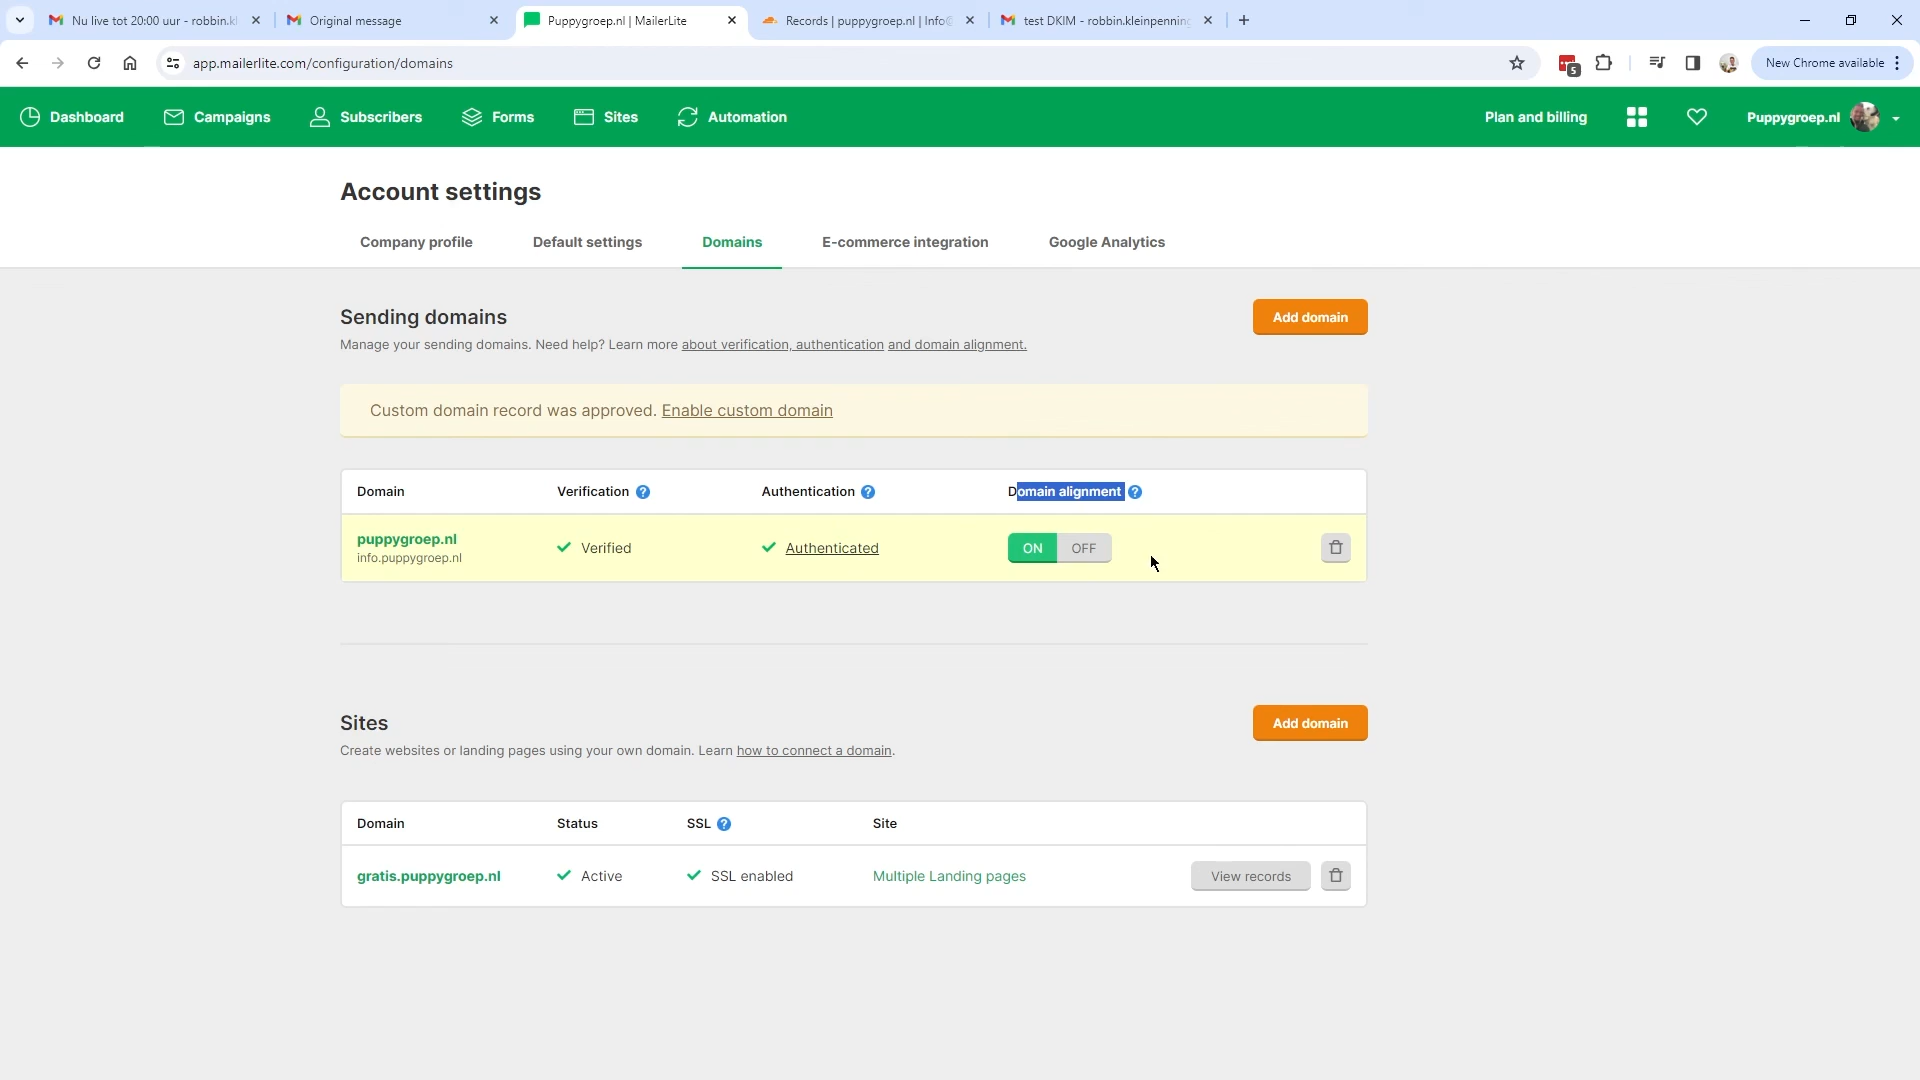 Nu live tot 20:00 uur - robbin.kl
Original message
Puppygroep.nl | MailerLite
Records | puppygroep.nl | Info@
test DKIM - robbin.kleinpenning
app.mailerlite.com/configuration/domains
5
New Chrome available
Dashboard
Campaigns
Subscribers
Forms
Sites
Automation
Plan and billing
Puppygroep.nl
Account settings
Company profile
Default settings
Domains
E-commerce integration
Google Analytics
Sending domains
Add domain
Manage your sending domains. Need help? Learn more about verification, authentication and domain alignment.
Custom domain record was approved. Enable custom domain
Domain
Verification ?
Authentication ?
Domain alignment ?
puppygroep.nl
info.puppygroep.nl
Verified
Authenticated
ON
OFF
Sites
Add domain
Create websites or landing pages using your own domain. Learn how to connect a domain.
Domain
Status
SSL ?
Site
gratis.puppygroep.nl
Active
SSL enabled
Multiple Landing pages
View records